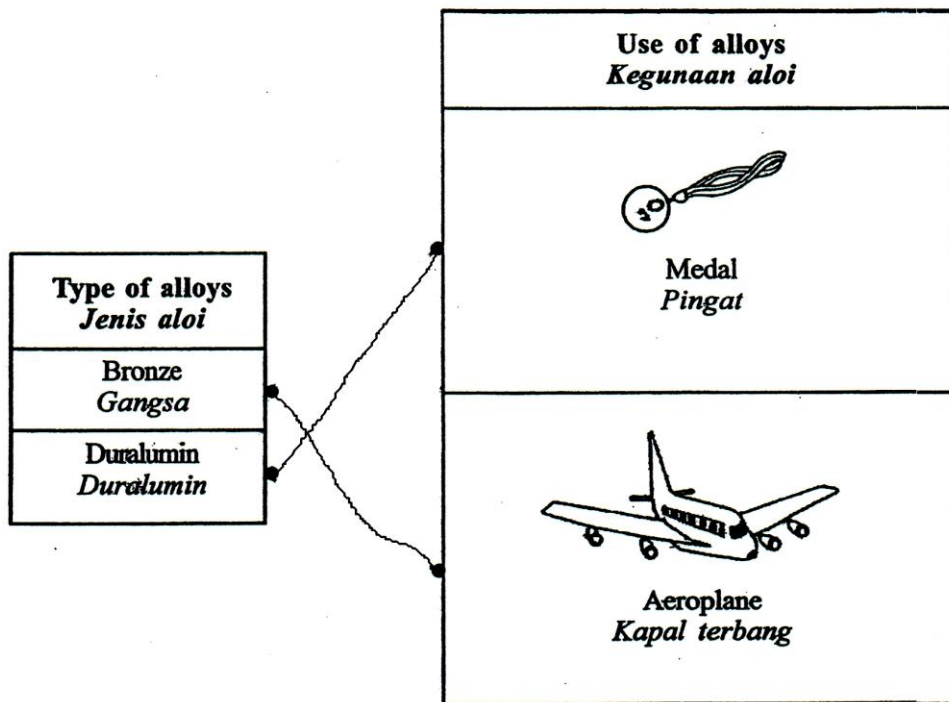 Type of alloys
Jenis aloi
Bronze
Gangsa
Duralumin
Duralumin
Use of alloys
Kegunaan aloi
Medal
Pingat
Aeroplane
Kapal terbang